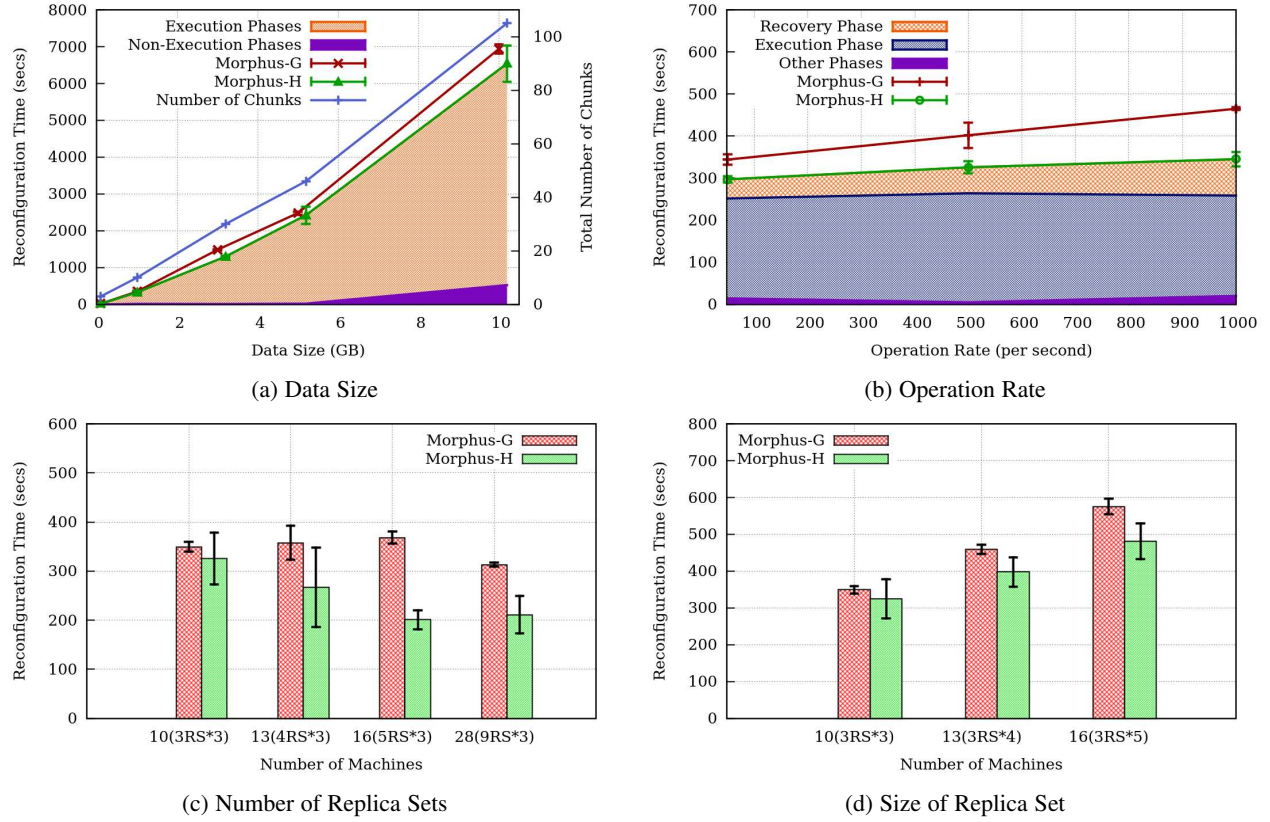 Reconfiguration Time (secs)
8000
7000
6000
5000
4000
3000
2000
1000
0
Execution Phases
Non-Execution Phases
Morphus-G
Morphus-H
Number of Chunks
100
80
60
40
20
0
Total Number of Chunks
0 2 4 6 8 10
Data Size (GB)
(a) Data Size
Reconfiguration Time (secs)
700
600
500
400
300
200
100
0
Recovery Phase
Execution Phase
Other Phases
Morphus-G
Morphus-H
100 200 300 400 500 600 700 800 900 1000
Operation Rate (per second)
(b) Operation Rate
Reconfiguration Time (secs)
600
500
400
300
200
100
0
Morphus-G
Morphus-H
10(3RS*3) 13(4RS*3) 16(5RS*3) 28(9RS*3)
Number of Machines
(c) Number of Replica Sets
Reconfiguration Time (secs)
800
700
600
500
400
300
200
100
0
Morphus-G
Morphus-H
10(3RS*3) 13(3RS*4) 16(3RS*5)
Number of Machines
(d) Size of Replica Set